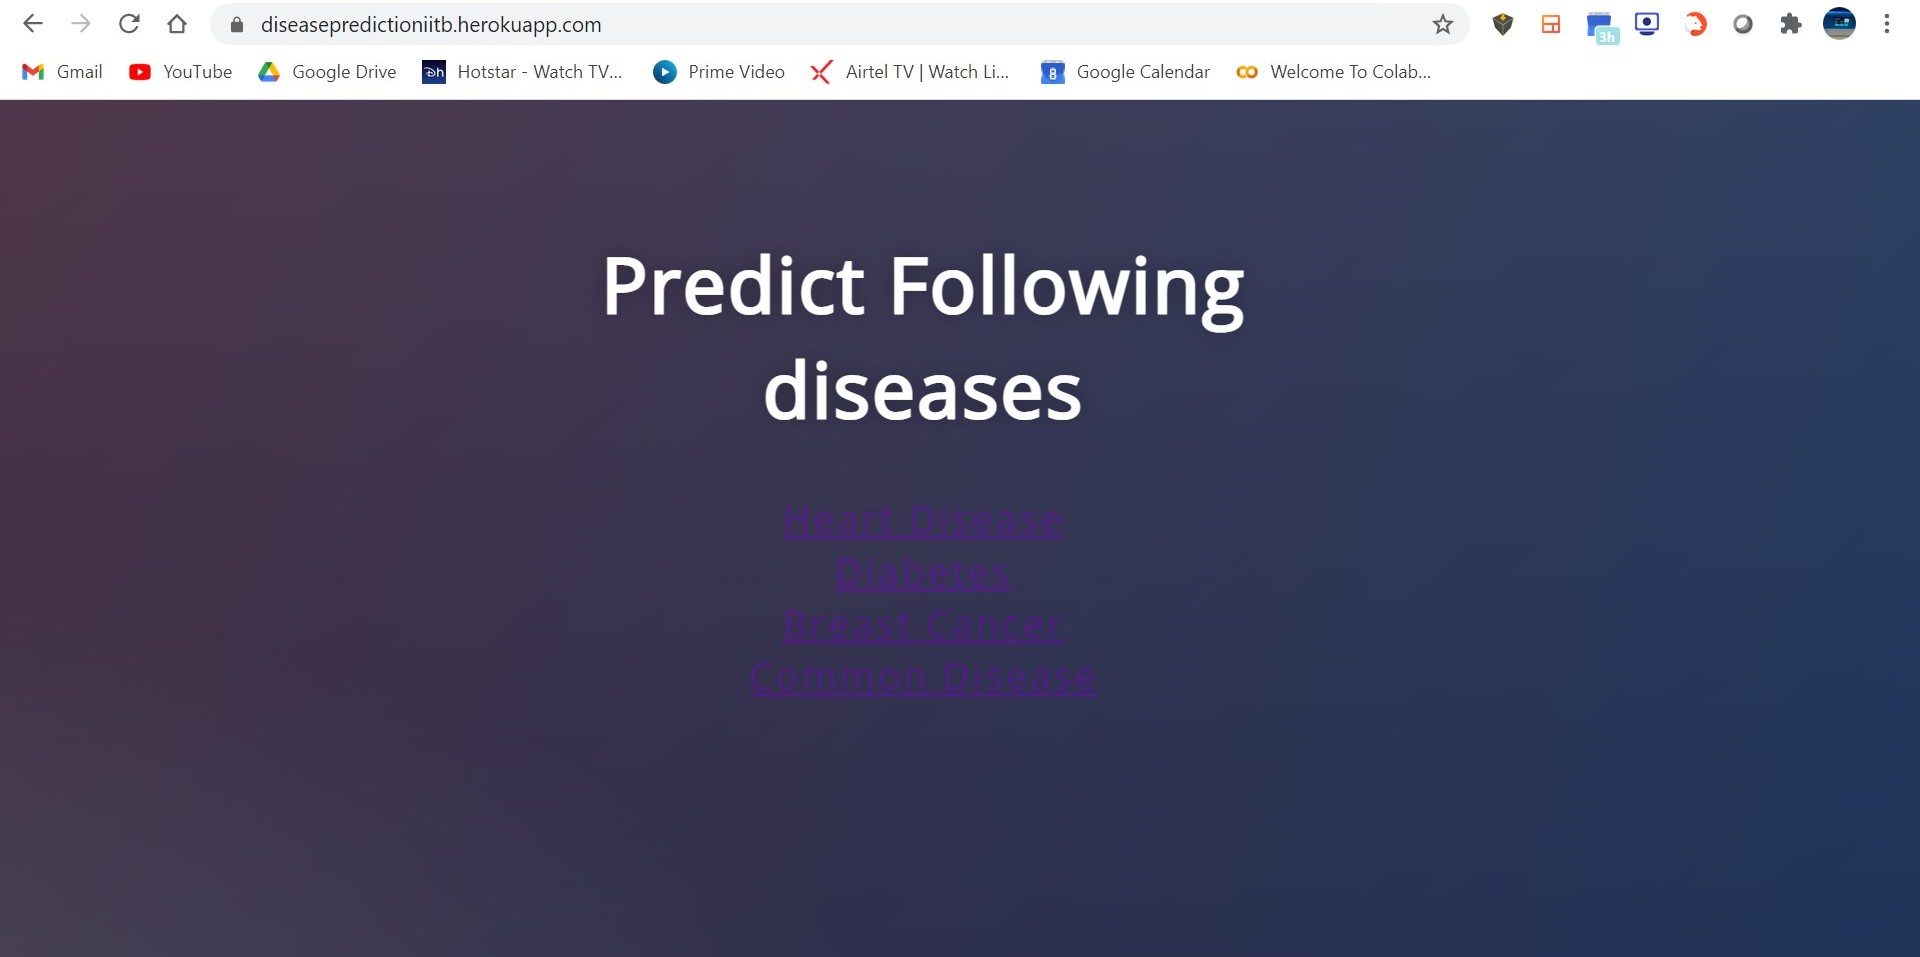 diseasepredictioniitb.herokuapp.com
3h
Gmail YouTube Google Drive Hotstar - Watch TV... Prime Video Airtel TV | Watch Li... 8 Google Calendar Welcome To Colab...
Predict Following
diseases
Heart Disease
Diabetes
Breast Cancer
Common Disease